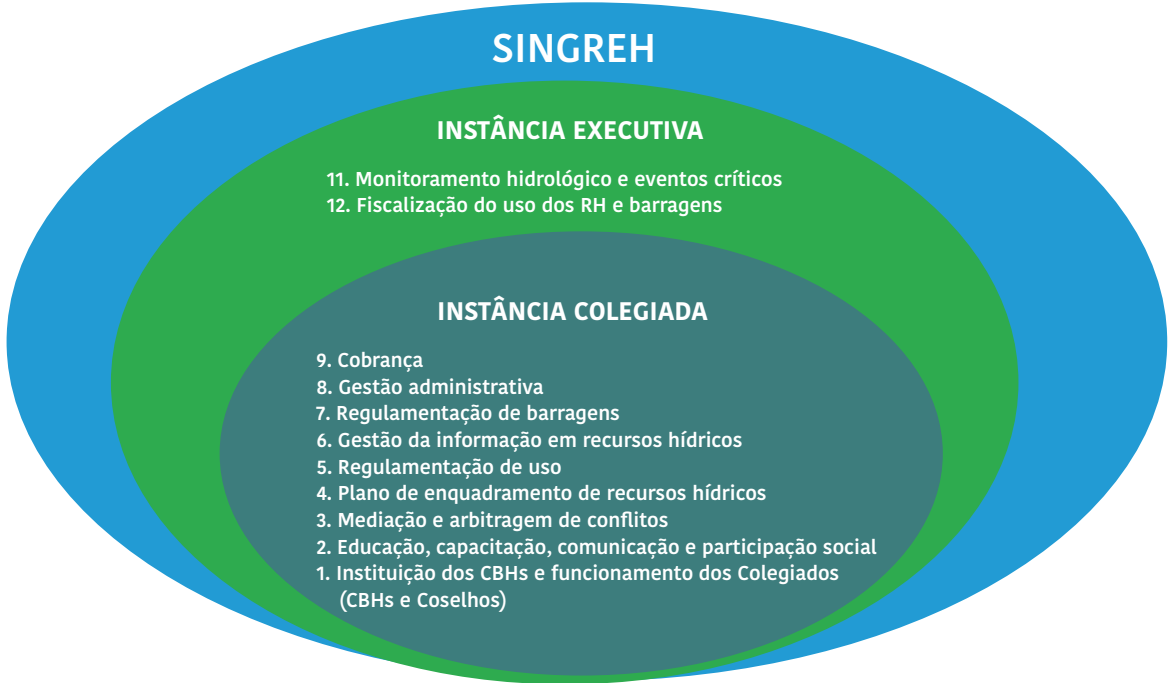 SINGREH
INSTÂNCIA EXECUTIVA
11. Monitoramento hidrológico e eventos críticos
12. Fiscalização do uso dos RH e barragens
INSTÂNCIA COLEGIADA
9. Cobrança
8. Gestão administrativa
7. Regulamentação de barragens
6. Gestão da informação em recursos hídricos
5. Regulamentação de uso
4. Plano de enquadramento de recursos hídricos
3. Mediação e arbitragem de conflitos
2. Educação, capacitação, comunicação e participação social
1. Instituição dos CBHs e funcionamento dos Colegiados
(CBHs e Coselhos)